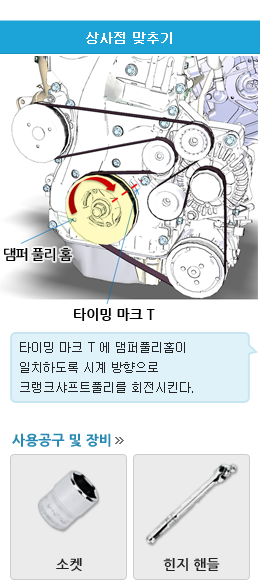 상사점 맞추기
댐퍼 풀리 홈
타이밍 마크 T
타이밍 마크 T 에 댐퍼풀리홈이
일치하도록 시계 방향으로
크랭크샤프트풀리를 회전시킨다.
사용공구 및 장비 »
소켓
힌지 핸들